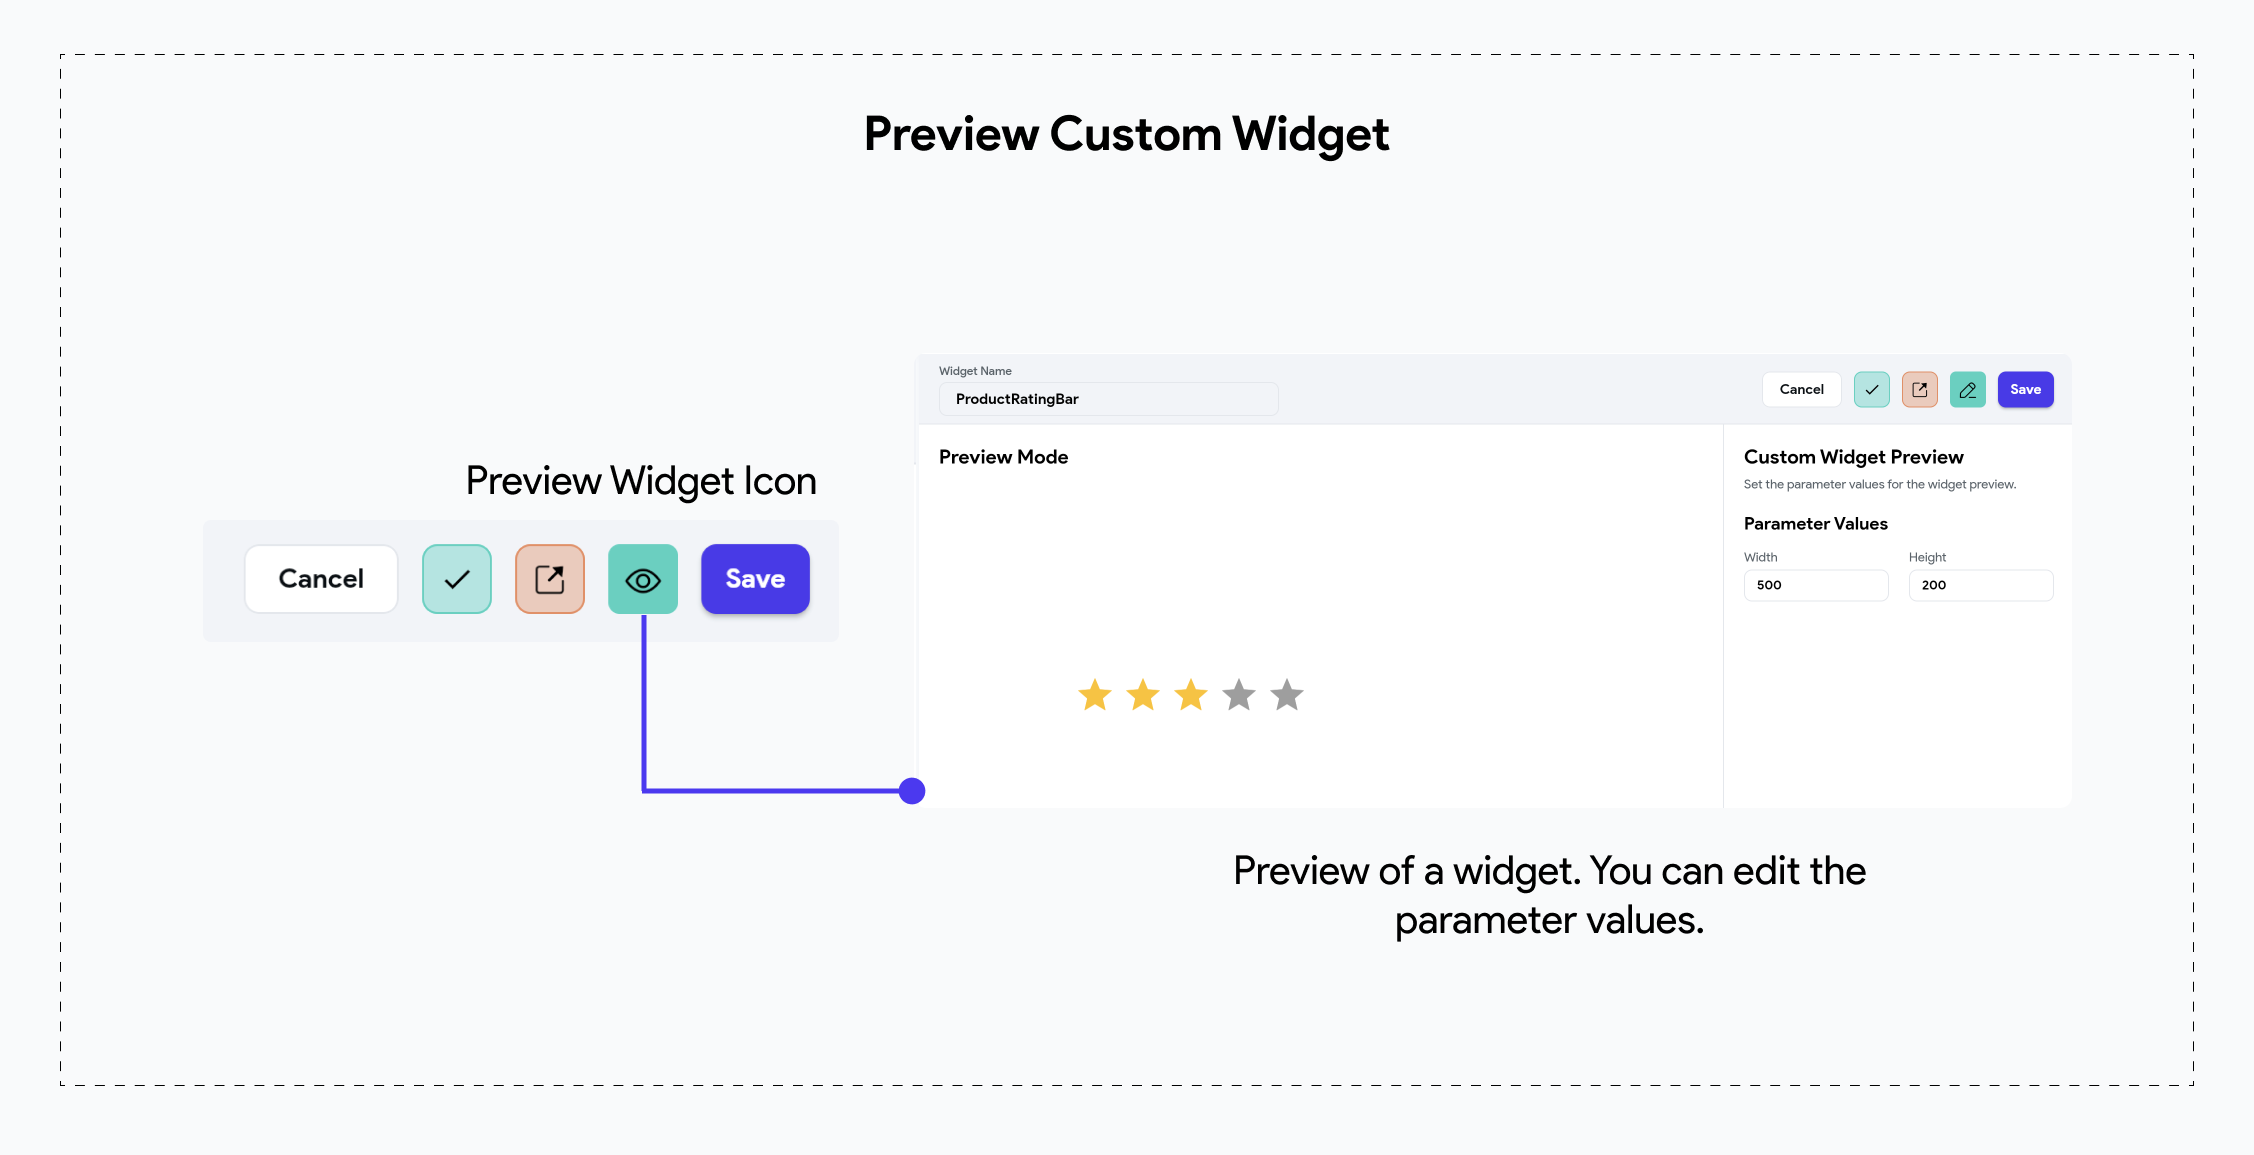 Preview Custom Widget
Preview Widget Icon
Cancel
Save
Widget Name
ProductRatingBar
Cancel
Save
Preview Mode
Custom Widget Preview
Set the parameter values for the widget preview.
Parameter Values
Width
Height
500
200
Preview of a widget. You can edit the
parameter values.